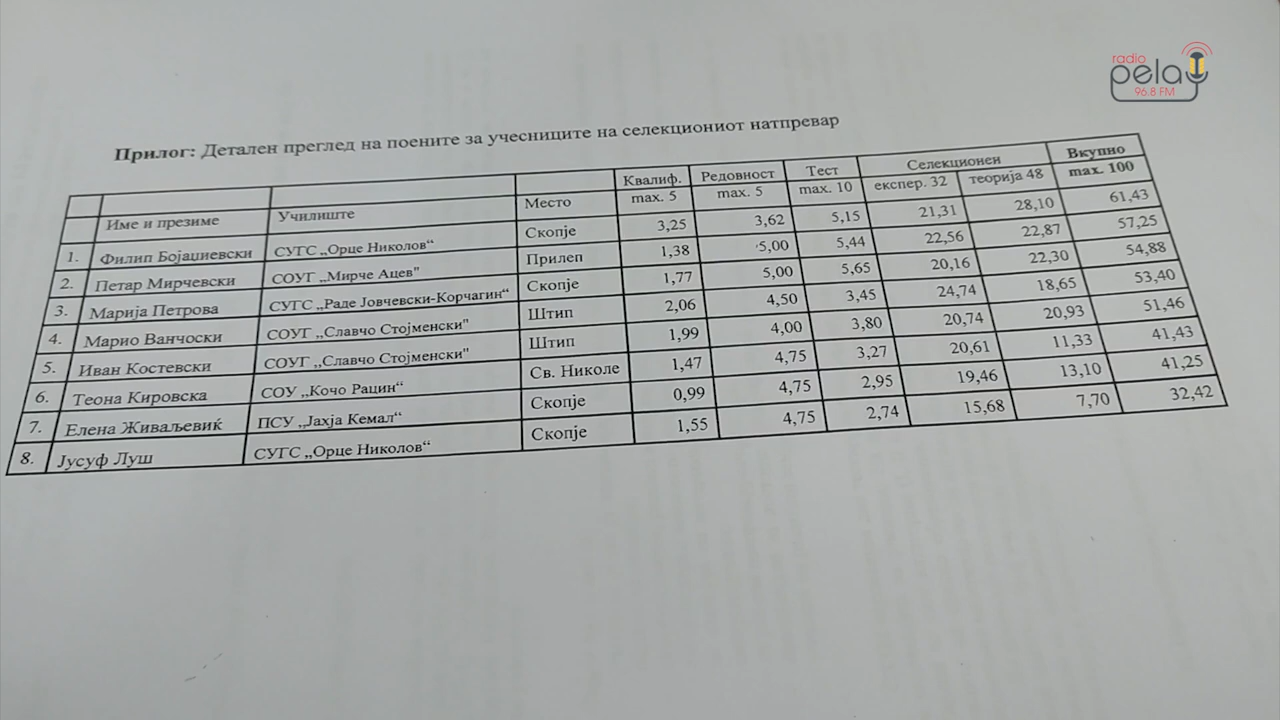 radio
pela
96.8 FM
Прилог: Детален преглед на поените за учесниците на селекциониот натпревар
Име и презиме Училиште Место Квалиф. max. 5 Редовност max. 5 Тест max. 10 Селекционен експер. 32 теорија 48 Вкупно max. 100
1. Филип Бојаџиевски СУГС „Орце Николов“ Скопје 3,25 3,62 5,15 21,31 28,10 61,43
2. Петар Мирчевски СОУГ „Мирче Ацев" Прилеп 1,38 5,00 5,44 22,56 22,87 57,25
3. Марија Петрова СУГС „Раде Јовчевски-Корчагин“ Скопје 1,77 5,00 5,65 20,16 22,30 54,88
4. Марио Ванчоски СОУГ „Славчо Стојменски" Штип 2,06 4,50 3,45 24,74 18,65 53,40
5. Иван Костевски СОУГ „Славчо Стојменски" Штип 1,99 4,00 3,80 20,74 20,93 51,46
6. Теона Кировска СОУ „Кочо Рацин“ Св. Николе 1,47 4,75 3,27 20,61 11,33 41,43
7. Елена Живаљевиќ ПСУ „Јахја Кемал“ Скопје 0,99 4,75 2,95 19,46 13,10 41,25
8. Јусуф Луш СУГС „Орце Николов“ Скопје 1,55 4,75 2,74 15,68 7,70 32,42